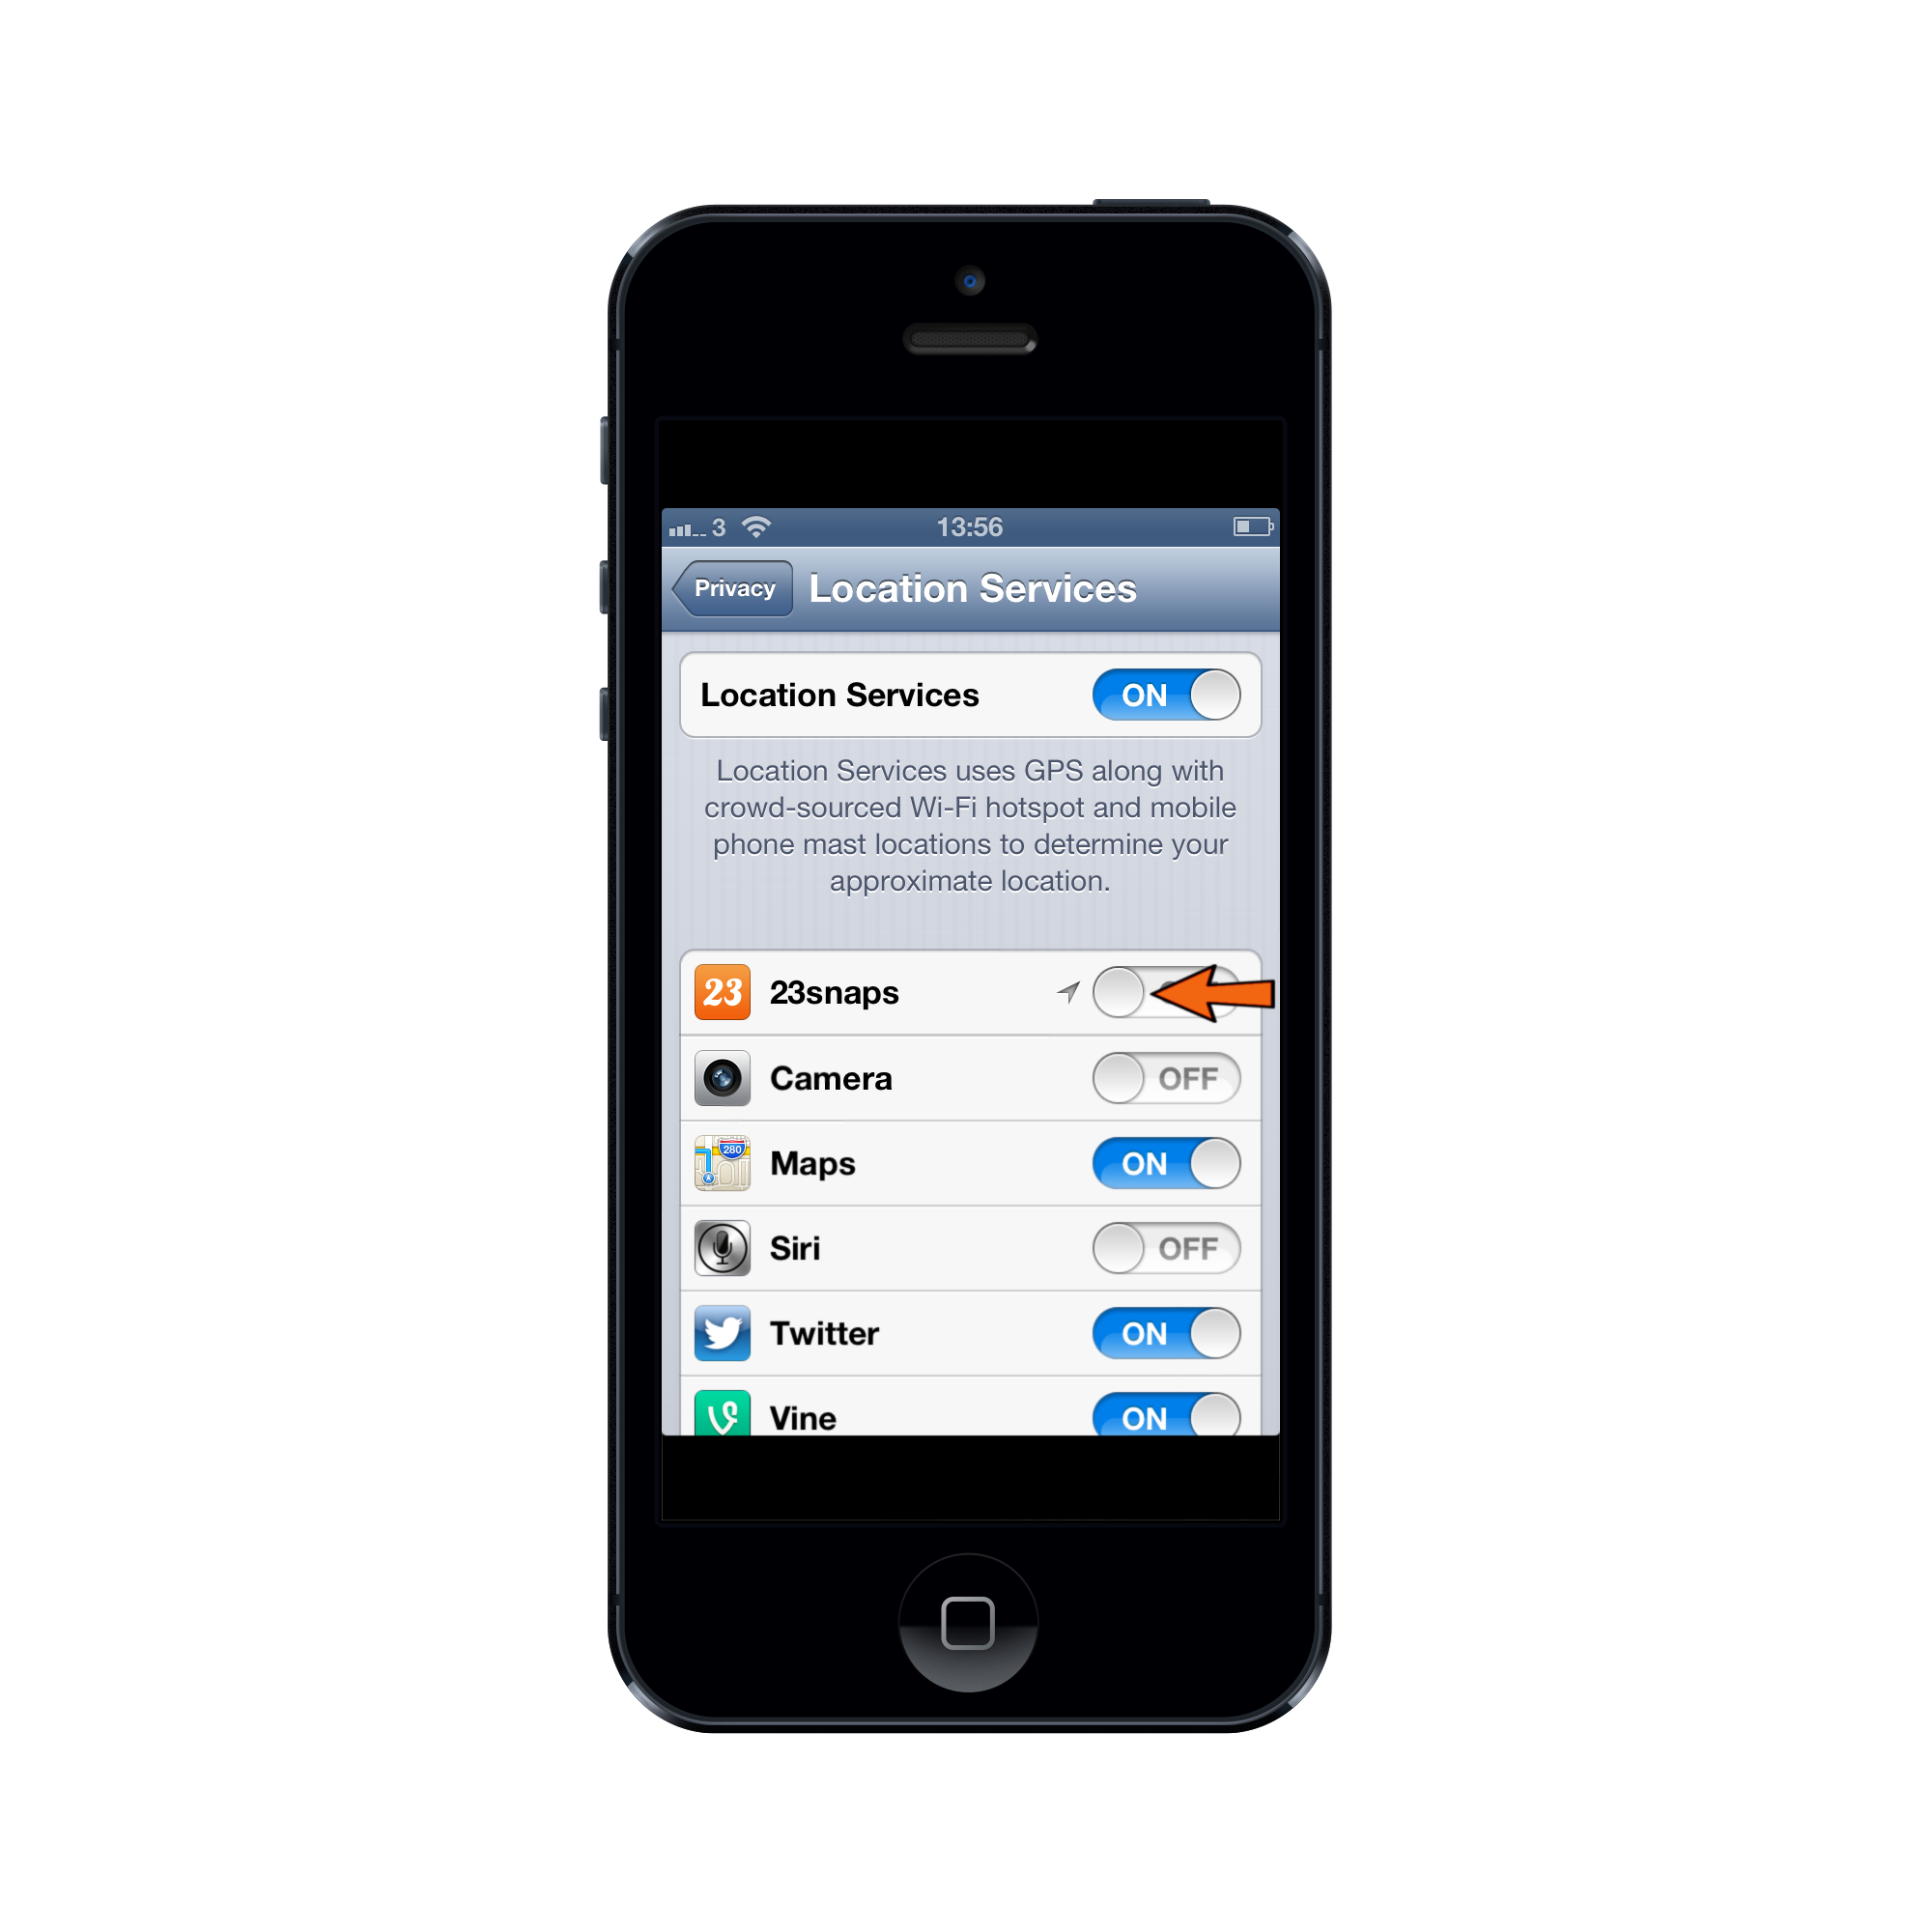 3 13:56
Privacy Location Services
Location Services ON
Location Services uses GPS along with
crowd-sourced Wi-Fi hotspot and mobile
phone mast locations to determine your
approximate location.
23 23snaps
Camera OFF
280 Maps ON
Siri OFF
Twitter ON
Vine ON